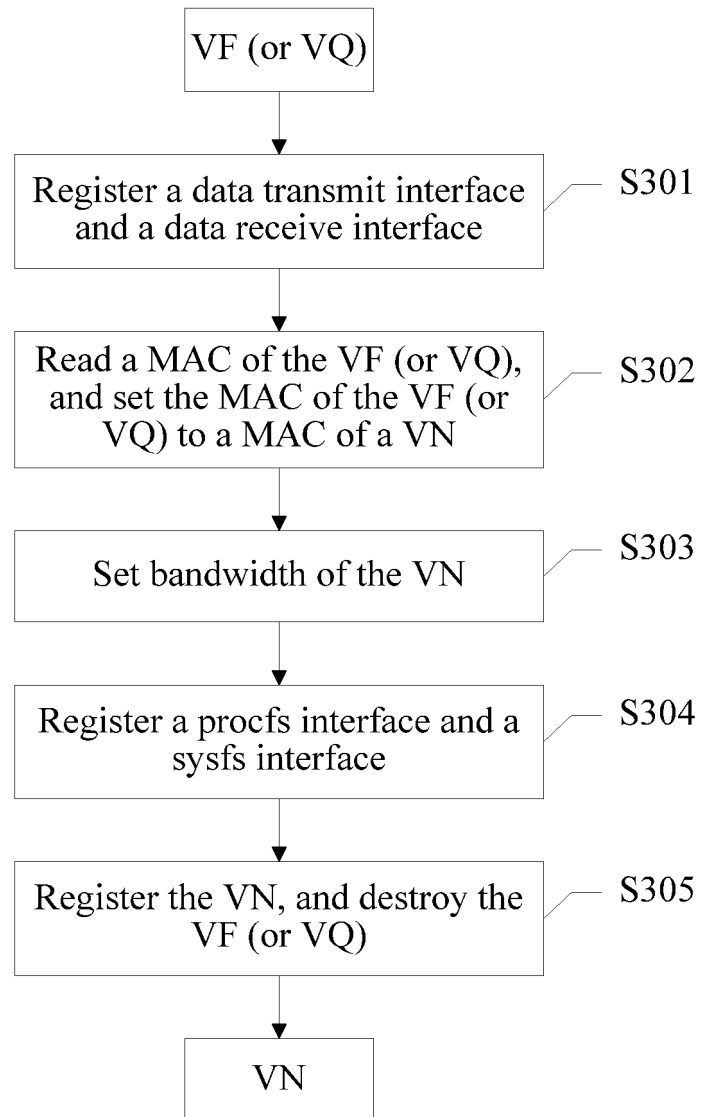 VF (or VQ)
Register a data transmit interface
and a data receive interface
S301
Read a MAC of the VF (or VQ),
and set the MAC of the VF (or
VQ) to a MAC of a VN
S302
Set bandwidth of the VN
S303
Register a procfs interface and a
sysfs interface
S304
Register the VN, and destroy the
VF (or VQ)
S305
VN